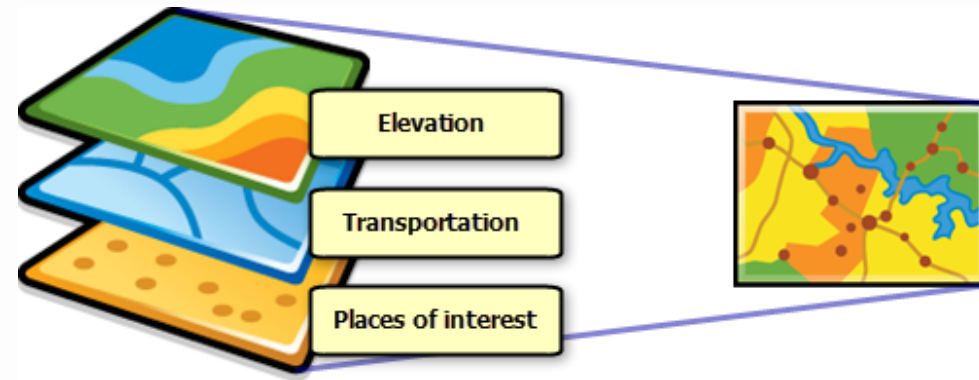 Elevation
Transportation
Places of interest